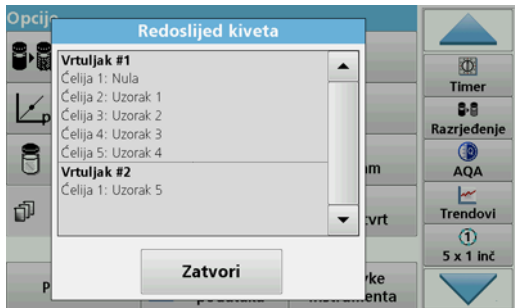 Opcije
Redoslijed kiveta
Vrtuljak #1
Ćelija 1: Nula
Ćelija 2: Uzorak 1
Ćelija 3: Uzorak 2
Ćelija 4: Uzorak 3
Ćelija 5: Uzorak 4
Vrtuljak #2
Ćelija 1: Uzorak 5
Zatvori
Timer
Razrjeđenje
AQA
Trendovi
1
5 x 1 inč